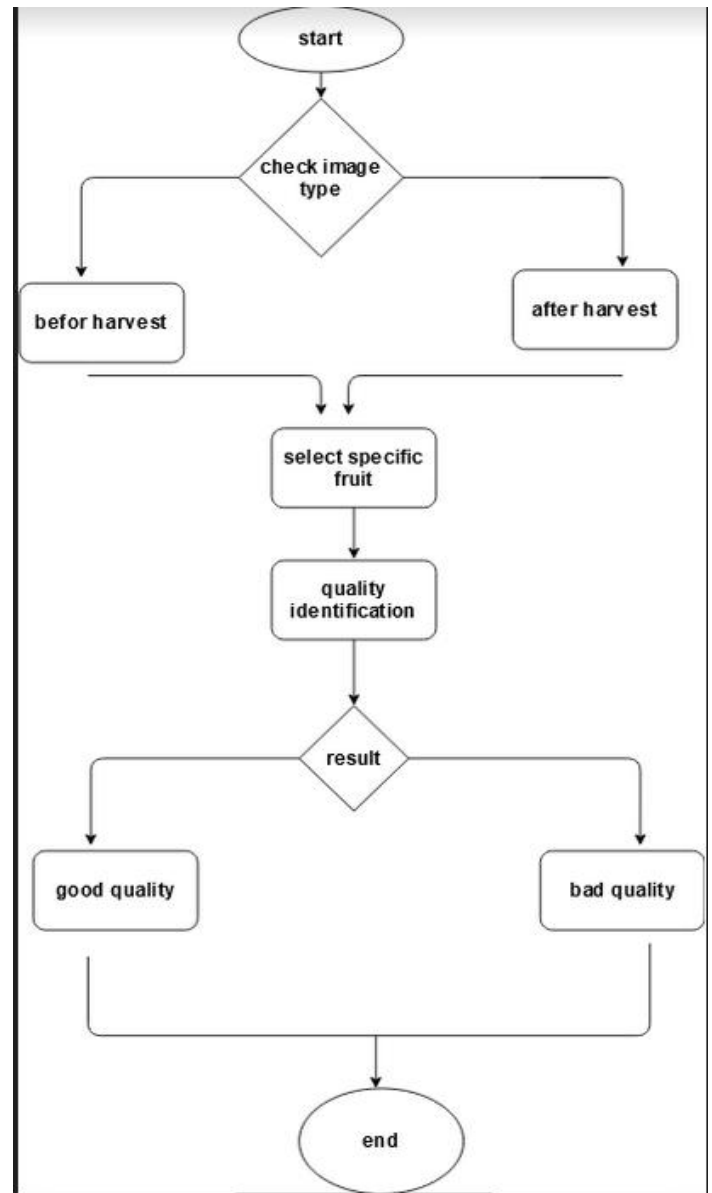 start
check image
type
befor harvest
after harvest
select specific
fruit
quality
identification
result
good quality
bad quality
end